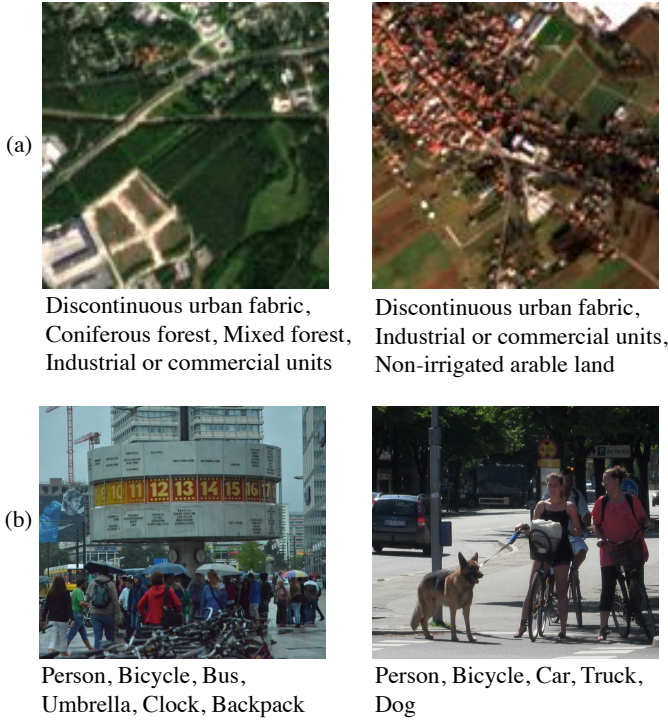 (a)
Discontinuous urban fabric,
Coniferous forest, Mixed forest,
Industrial or commercial units
Discontinuous urban fabric,
Industrial or commercial units,
Non-irrigated arable land
(b)
10 11 12 13 14 15 16 17
Person, Bicycle, Bus,
Umbrella, Clock, Backpack
Person, Bicycle, Car, Truck,
Dog